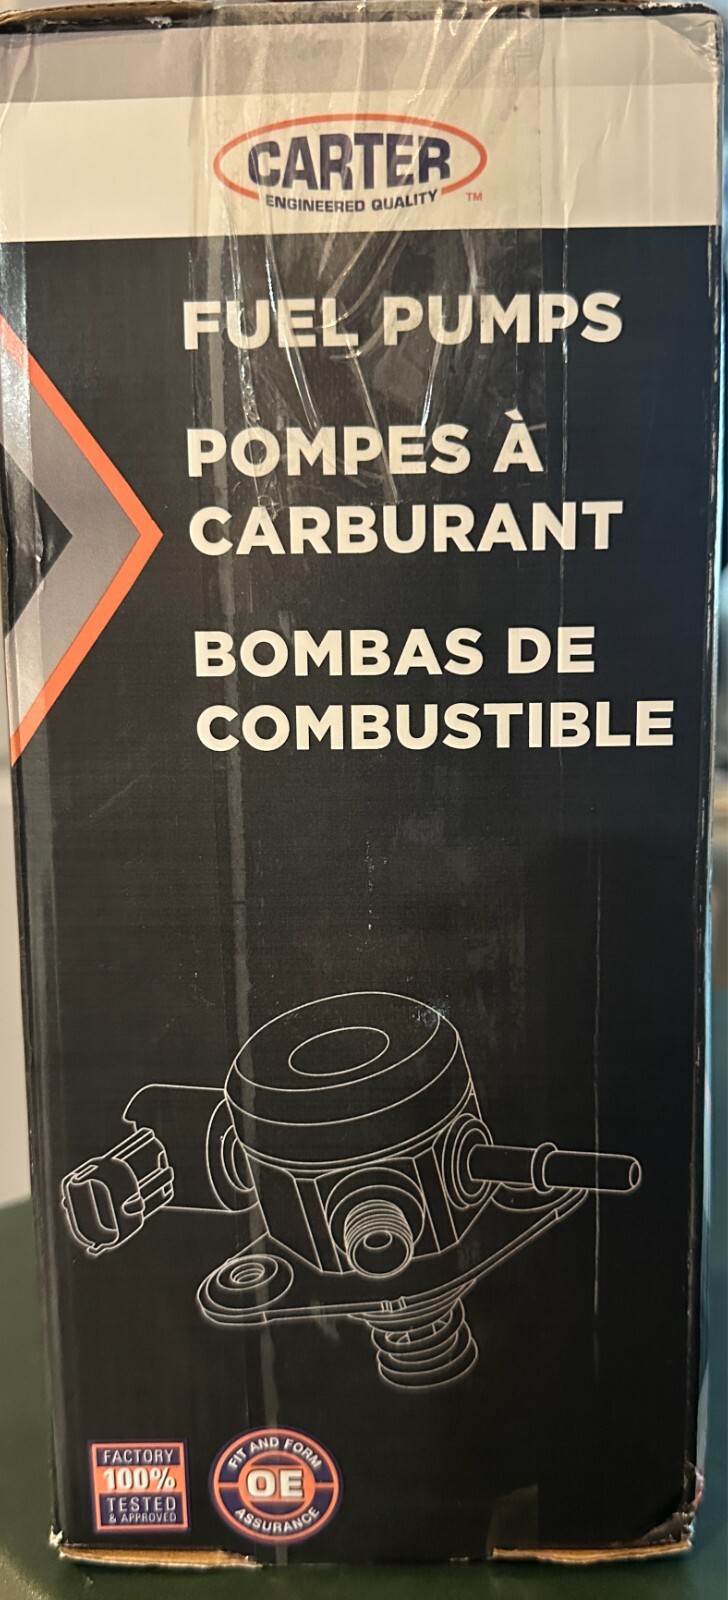 CARTER
ENGINEERED QUALITY TM
FUEL PUMPS
POMPES À
CARBURANT
BOMBAS DE
COMBUSTIBLE
FACTORY
100%
TESTED
& APPROVED
FIT AND FORM
OE
ASSURANCE